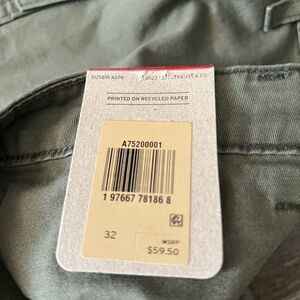 PRINTED ON RECYCLED PAPER
A75200001
1 97667 78186 8
32
MSRP
$59.50